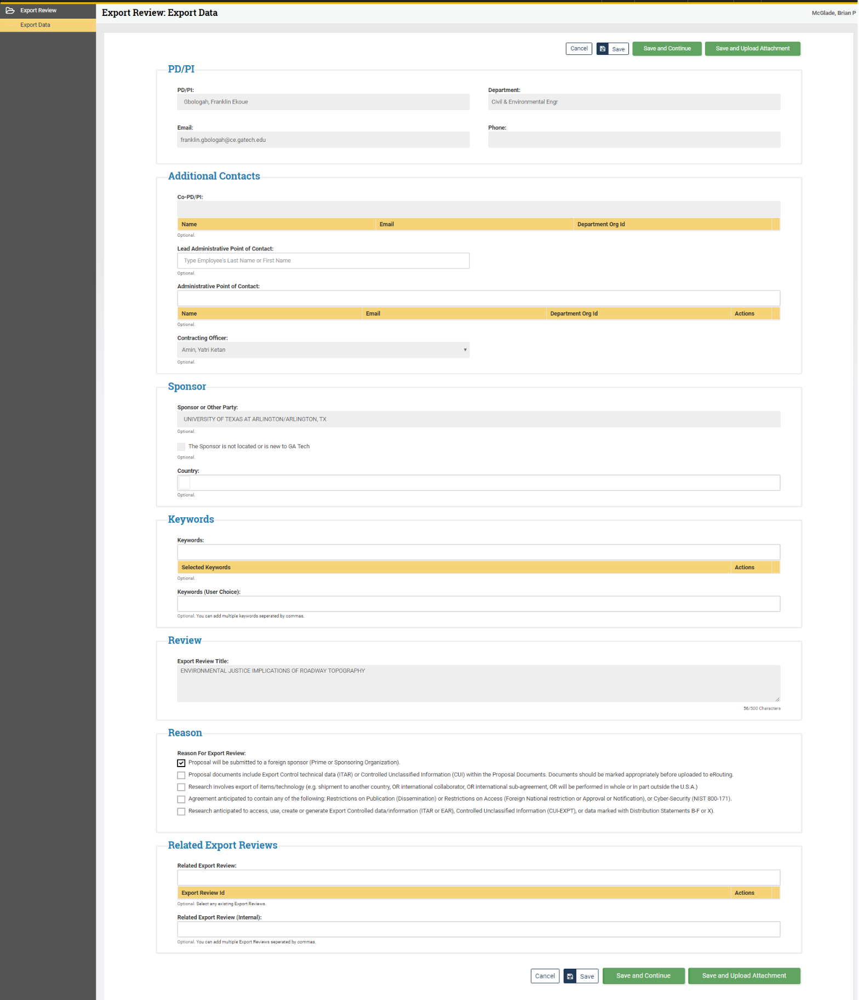 Export Review
Export Data
Export Review: Export Data
McGlade, Brian P
Cancel
Save
Save and Continue
Save and Upload Attachment
PD/PI
PD/PI:
Department:
Gbologah, Franklin Ekoue
Civil & Environmental Engr
Email:
Phone:
franklin.gbologah@ce.gatech.edu
Additional Contacts
Co-PD/PI:
Name Email Department Org Id
Optional.
Lead Administrative Point of Contact:
Type Employee's Last Name or First Name
Optional.
Administrative Point of Contact:
Name Email Department Org Id Actions
Optional.
Contracting Officer:
Amin, Yatri Ketan
Optional.
Sponsor
Sponsor or Other Party:
UNIVERSITY OF TEXAS AT ARLINGTON/ARLINGTON, TX
Optional.
The Sponsor is not located or is new to GA Tech
Optional.
Country:
Optional.
Keywords
Keywords:
Selected Keywords Actions
Optional.
Keywords (User Choice):
Optional. You can add multiple keywords seperated by commas.
Review
Export Review Title:
ENVIRONMENTAL JUSTICE IMPLICATIONS OF ROADWAY TOPOGRAPHY
56/500 Characters
Reason
Reason For Export Review:
Proposal will be submitted to a foreign sponsor (Prime or Sponsoring Organization).
Proposal documents include Export Control technical data (ITAR) or Controlled Unclassified Information (CUI) within the Proposal Documents. Documents should be marked appropriately before uploaded to eRouting.
Research involves export of items/technology (e.g. shipment to another country, OR international collaborator, OR international sub-agreement, OR will be performed in whole or in part outside the U.S.A.)
Agreement anticipated to contain any of the following: Restrictions on Publication (Dissemination) or Restrictions on Access (Foreign National restriction or Approval or Notification), or Cyber-Security (NIST 800-171).
Research anticipated to access, use, create or generate Export Controlled data/information (ITAR or EAR), Controlled Unclassified Information (CUI-EXPT), or data marked with Distribution Statements B-F or X).
Related Export Reviews
Related Export Review:
Export Review Id Actions
Optional. Select any existing Export Reviews.
Related Export Review (Internal):
Optional. You can add multiple Export Reviews seperated by commas.
Cancel
Save
Save and Continue
Save and Upload Attachment